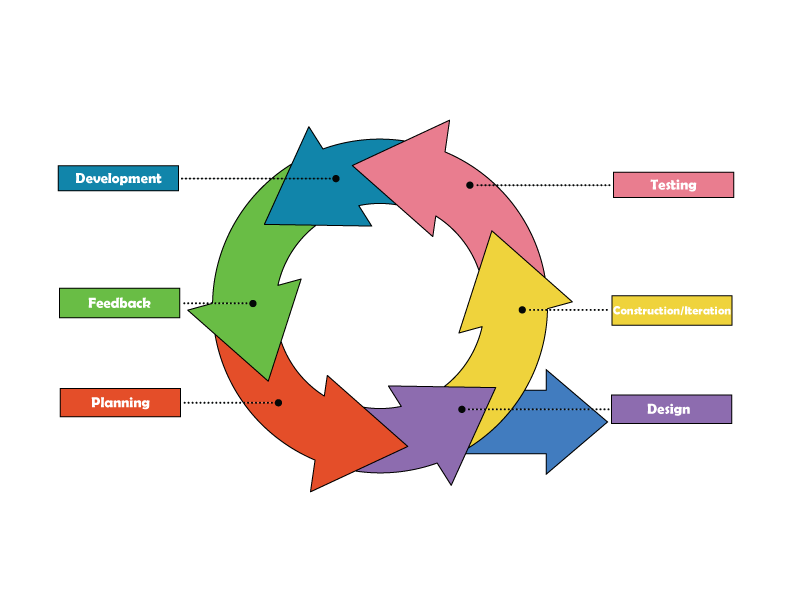 Development
Testing
Feedback
Construction/Iteration
Planning
Design